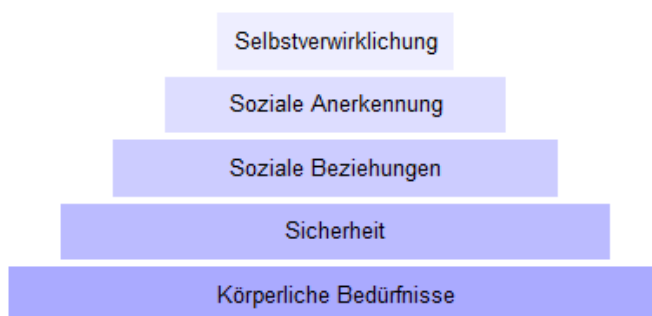 Selbstverwirklichung
Soziale Anerkennung
Soziale Beziehungen
Sicherheit
Körperliche Bedürfnisse